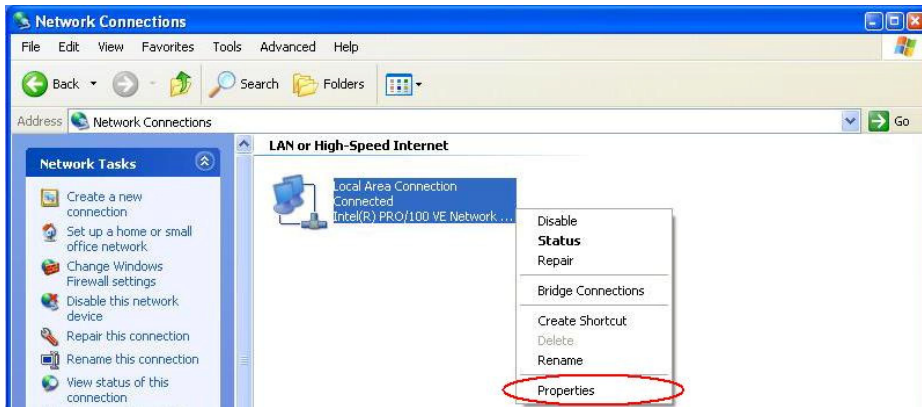 Network Connections
File Edit View Favorites Tools Advanced Help
Back Search Folders
Address Network Connections Go
Network Tasks
Create a new
connection
Set up a home or small
office network
Change Windows
Firewall settings
Disable this network
device
Repair this connection
Rename this connection
View status of this
connection
LAN or High-Speed Internet
Local Area Connection
Connected
Intel(R) PRO/100 VE Network ...
Disable
Status
Repair
Bridge Connections
Create Shortcut
Delete
Rename
Properties